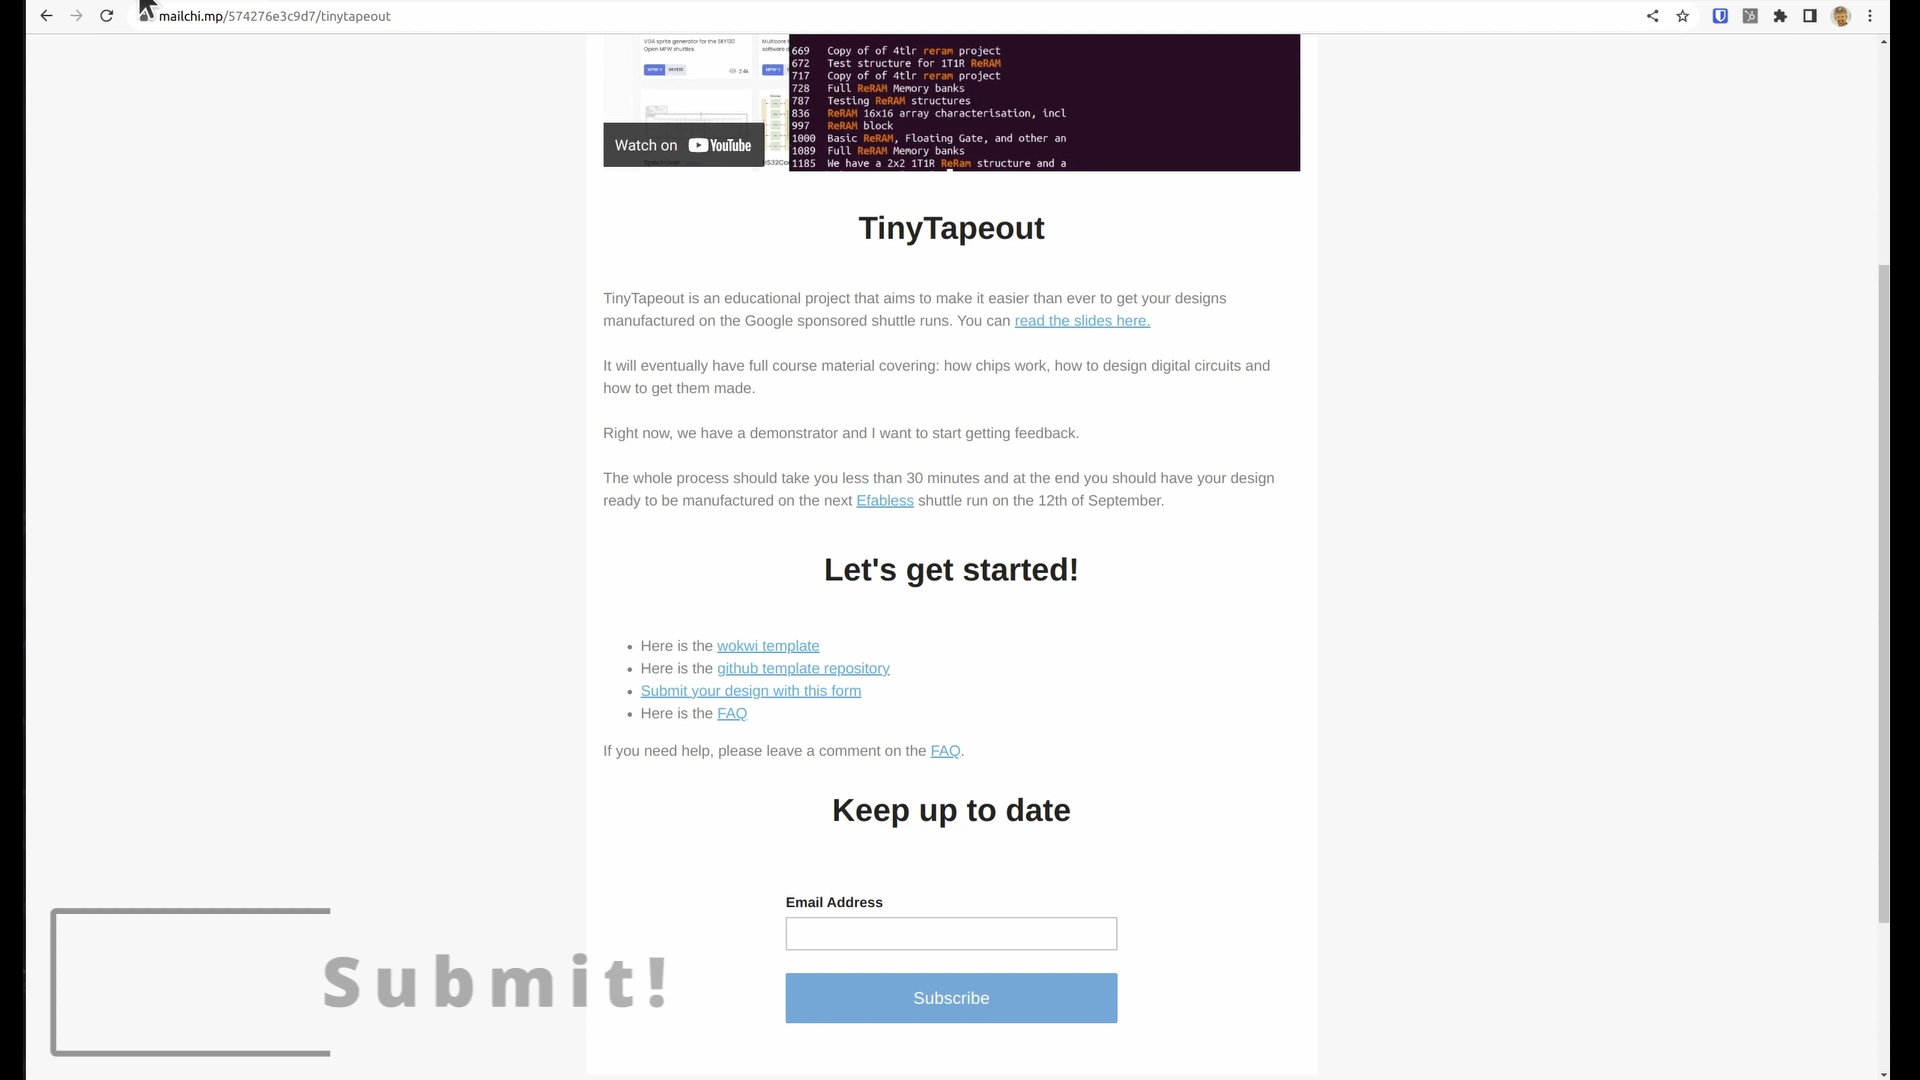 mailchi.mp/574276e3c9d7/tinytapeout
VGA sprite generator for the SKY130
Open MPW shuttles.
Multicore
software d
MPW-1
SKY130
2.4k
MPW-1
669 Copy of of 4tlr reram project
672 Test structure for 1T1R ReRAM
717 Copy of of 4tlr reram project
728 Full ReRAM Memory banks
787 Testing ReRAM structures
836 ReRAM 16x16 array characterisation, incl
997 ReRAM block
1000 Basic ReRAM, Floating Gate, and other an
1089 Full ReRAM Memory banks
1185 We have a 2x2 1T1R ReRam structure and a
Watch on YouTube
TinyTapeout
TinyTapeout is an educational project that aims to make it easier than ever to get your designs
manufactured on the Google sponsored shuttle runs. You can read the slides here.
It will eventually have full course material covering: how chips work, how to design digital circuits and
how to get them made.
Right now, we have a demonstrator and I want to start getting feedback.
The whole process should take you less than 30 minutes and at the end you should have your design
ready to be manufactured on the next Efabless shuttle run on the 12th of September.
Let's get started!
Here is the wokwi template
Here is the github template repository
Submit your design with this form
Here is the FAQ
If you need help, please leave a comment on the FAQ.
Keep up to date
Email Address
Subscribe
Submit!